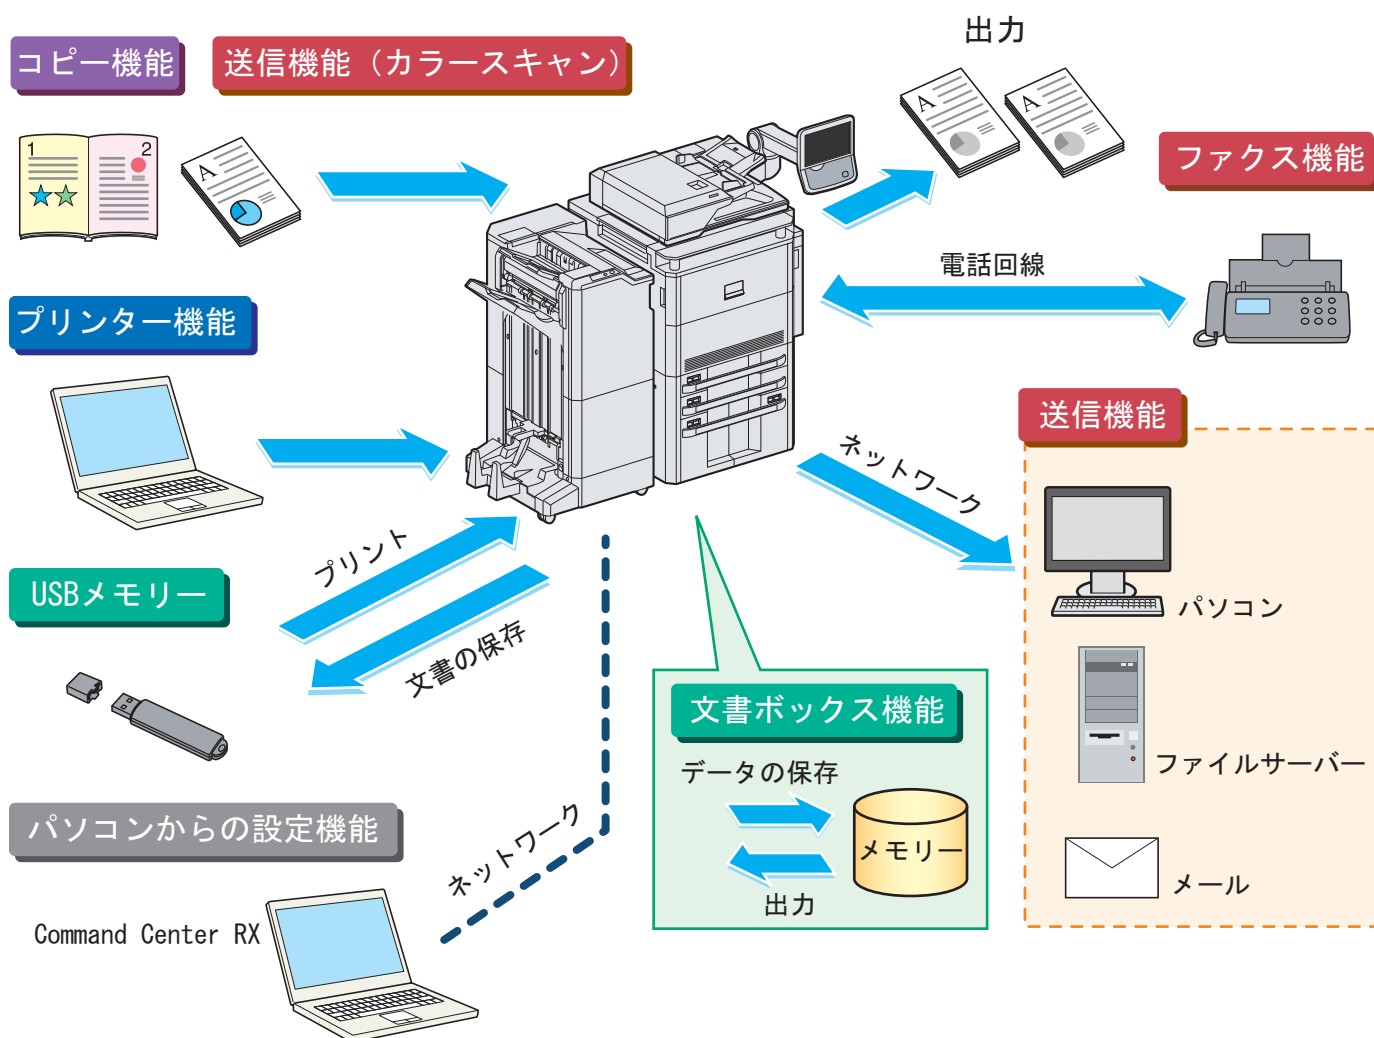 出力
コピー機能
送信機能（カラースキャン）
1
2
A
A
A
ファクス機能
電話回線
プリンター機能
送信機能
ネットワーク
プリント
USBメモリー
文書の保存
パソコン
文書ボックス機能
データの保存
メモリー
出力
ファイルサーバー
パソコンからの設定機能
ネットワーク
メール
Command Center RX